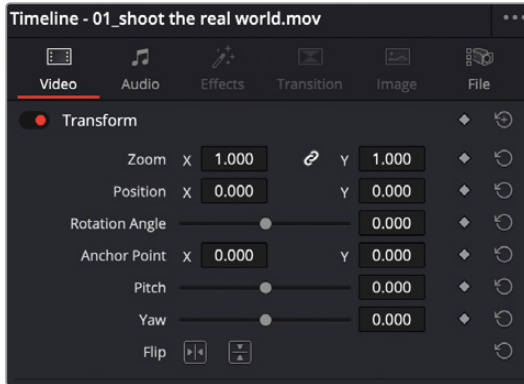 Timeline - 01_shoot the real world.mov
Video Audio Effects Transition Image File
Transform
Zoom X 1.000 Y 1.000
Position X 0.000 Y 0.000
Rotation Angle 0.000
Anchor Point X 0.000 Y 0.000
Pitch 0.000
Yaw 0.000
Flip